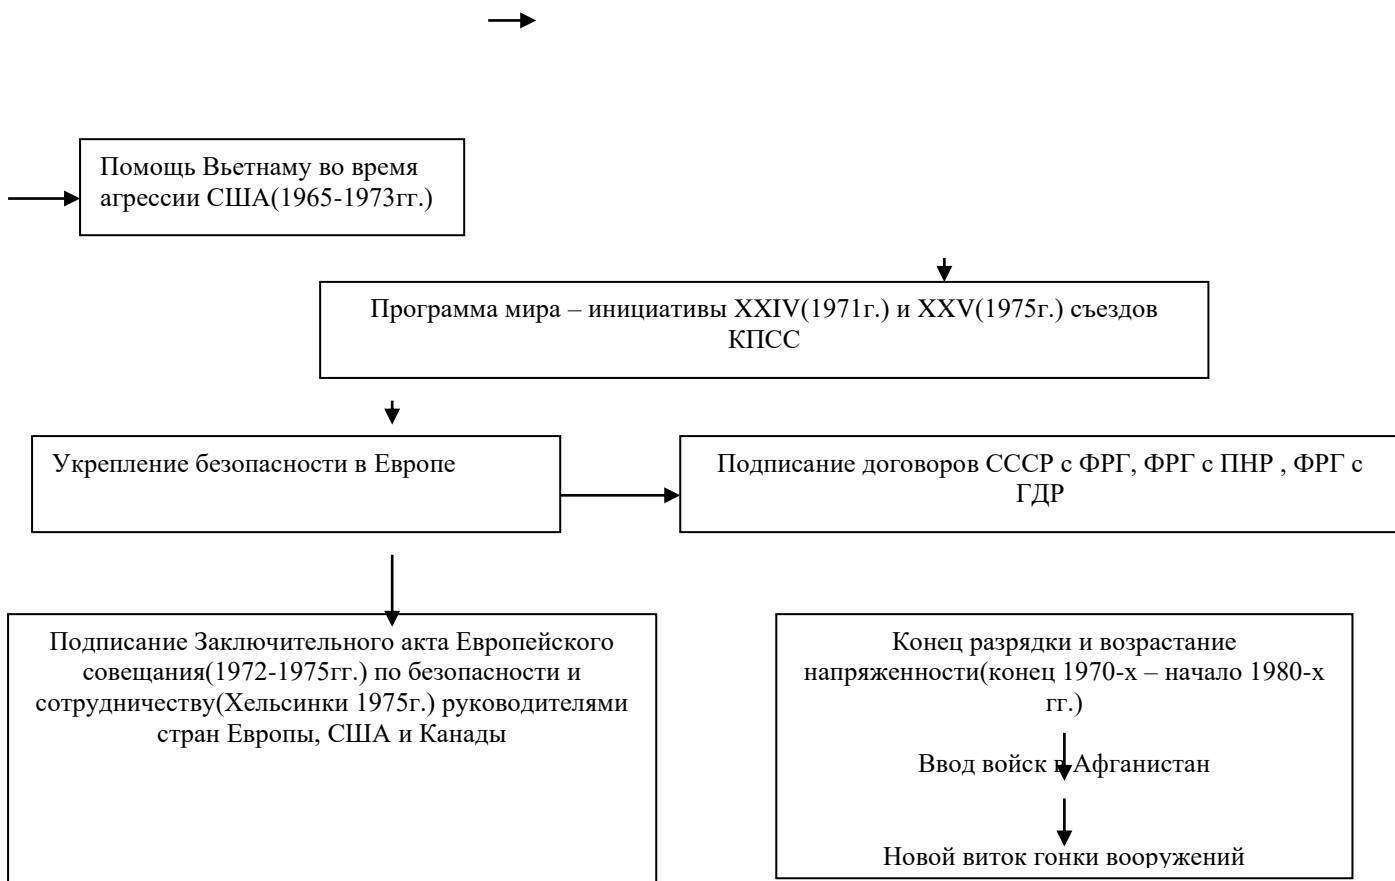 Помощь Вьетнаму во время
агрессии США(1965-1973гг.)
Программа мира – инициативы XXIV(1971г.) и XXV(1975г.) съездов
КПСС
Укрепление безопасности в Европе
Подписание договоров СССР с ФРГ, ФРГ с ПНР , ФРГ с
ГДР
Подписание Заключительного акта Европейского
совещания(1972-1975гг.) по безопасности и
сотрудничеству(Хельсинки 1975г.) руководителями
стран Европы, США и Канады
Конец разрядки и возрастание
напряженности(конец 1970-х – начало 1980-х
гг.)
Ввод войск в Афганистан
Новой виток гонки вооружений